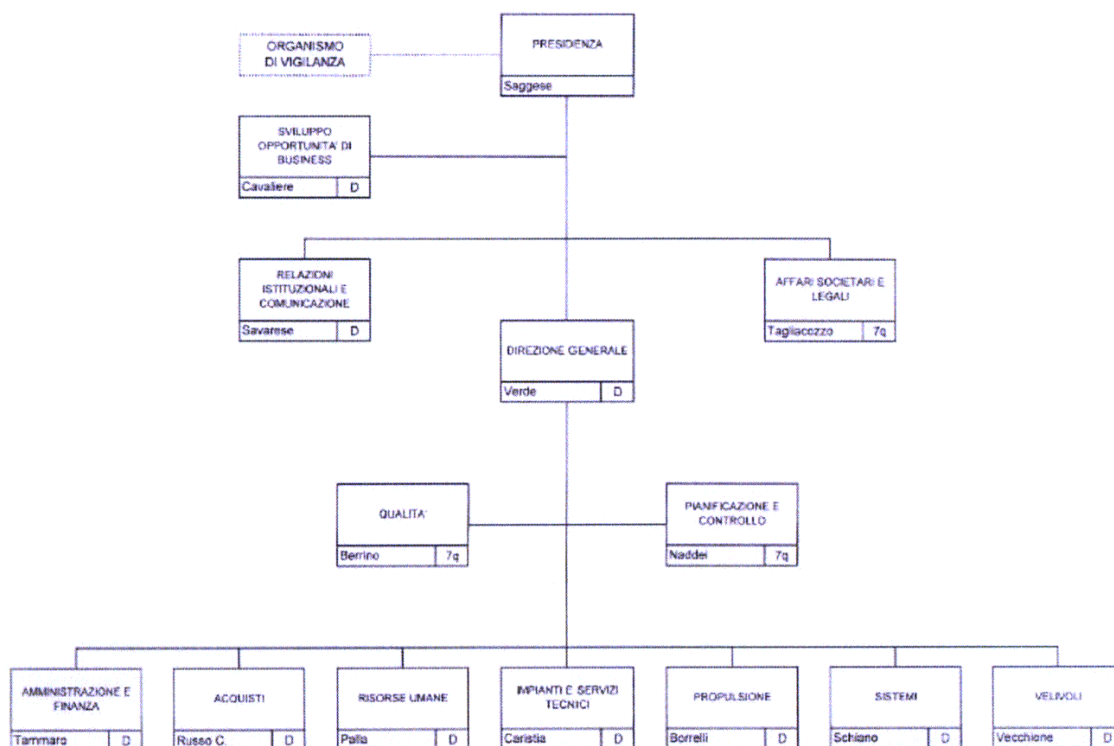 PRESIDENZA
Saggese
ORGANISMO
DI VIGILANZA
SVILUPPO
OPPORTUNITA' DI
BUSINESS
Cavaliere D
RELAZIONI
ISTITUZIONALI E
COMUNICAZIONE
Savarese D
AFFARI SOCIETARI E
LEGALI
Tagliacozzo 7q
DIREZIONE GENERALE
Verde D
QUALITA'
Berrino 7q
PIANIFICAZIONE E
CONTROLLO
Naddei 7q
AMMINISTRAZIONE E
FINANZA
Tammaro D
ACQUISTI
Russo C. D
RISORSE UMANE
Palla D
IMPIANTI E SERVIZI
TECNICI
Caristia D
PROPULSIONE
Borrelli D
SISTEMI
Schiano D
VELIVOLI
Vecchione D